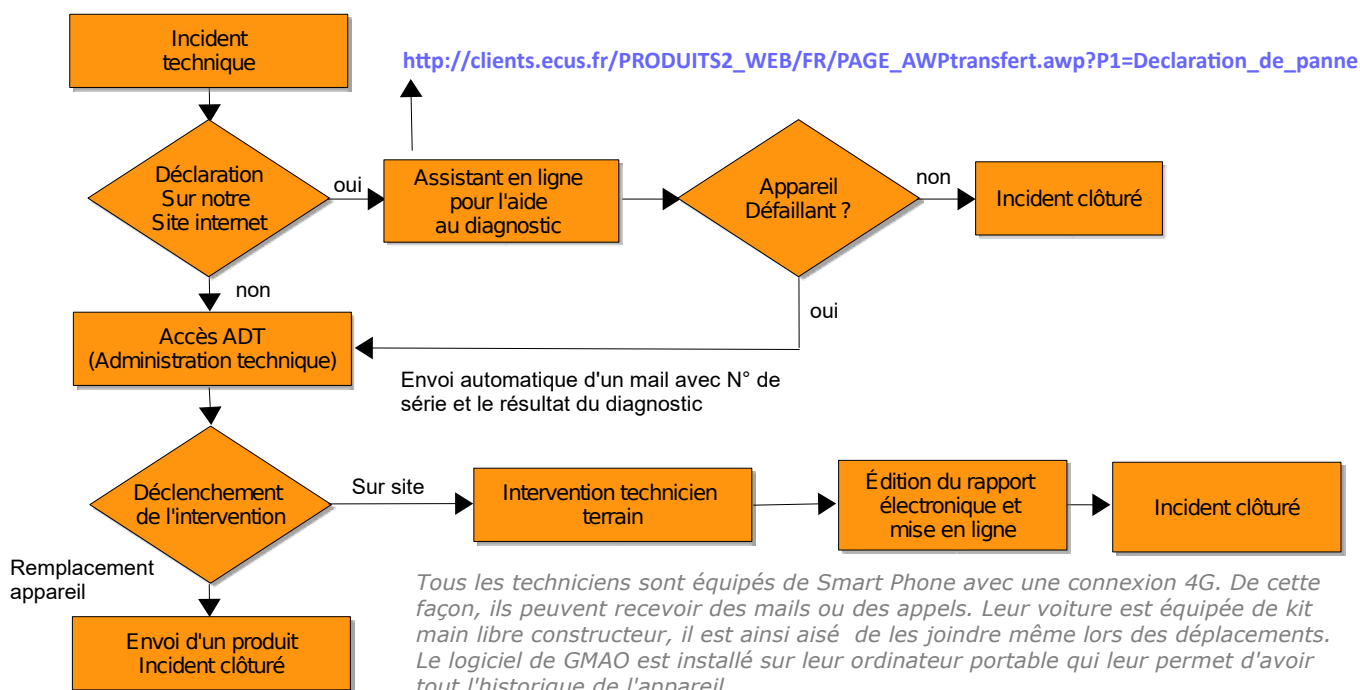 Incident
technique
http://clients.ecus.fr/PRODUITS2_WEB/FR/PAGE_AWPtransfert.awp?P1=Declaration_de_panne
Déclaration
Sur notre
Site internet
oui
Assistant en ligne
pour l'aide
au diagnostic
Appareil
Défaillant ?
non
Incident clôturé
non
oui
Accès ADT
(Administration technique)
Envoi automatique d'un mail avec N° de
série et le résultat du diagnostic
Déclenchement
de l'intervention
Sur site
Intervention technicien
terrain
Édition du rapport
électronique et
mise en ligne
Incident clôturé
Remplacement
appareil
Envoi d'un produit
Incident clôturé
Tous les techniciens sont équipés de Smart Phone avec une connexion 4G. De cette
façon, ils peuvent recevoir des mails ou des appels. Leur voiture est équipée de kit
main libre constructeur, il est ainsi aisé de les joindre même lors des déplacements.
Le logiciel de GMAO est installé sur leur ordinateur portable qui leur permet d'avoir
tout l'historique de l'appareil